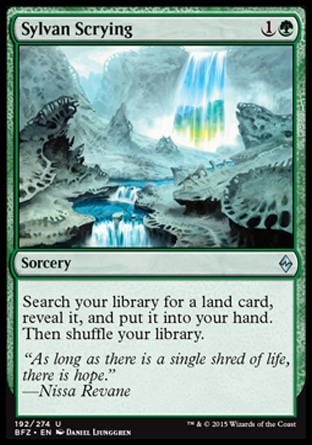 Sylvan Scrying 1
Sorcery
Search your library for a land card,
reveal it, and put it into your hand.
Then shuffle your library.
“As long as there is a single shred of life,
there is hope.”
—Nissa Revane
192/274 U
BFZ • EN Daniel Ljunggren
™ & © 2015 Wizards of the Coast